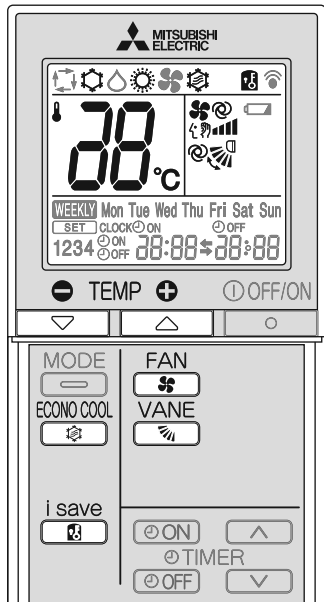 MITSUBISHI
ELECTRIC
88°C
WEEKLY Mon Tue Wed Thu Fri Sat Sun
SET CLOCK ON OFF
1234 ON OFF 88:88 88:88
TEMP OFF/ON
MODE FAN
ECONO COOL VANE
i save
ON
TIMER
OFF